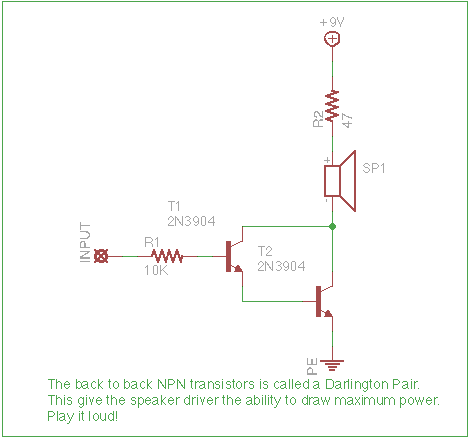 +9V
R2
47
+
SP1
-
T1
2N3904
INPUT
R1
10K
T2
2N3904
PE
The back to back NPN transistors is called a Darlington Pair.
This give the speaker driver the ability to draw maximum power.
Play it loud!